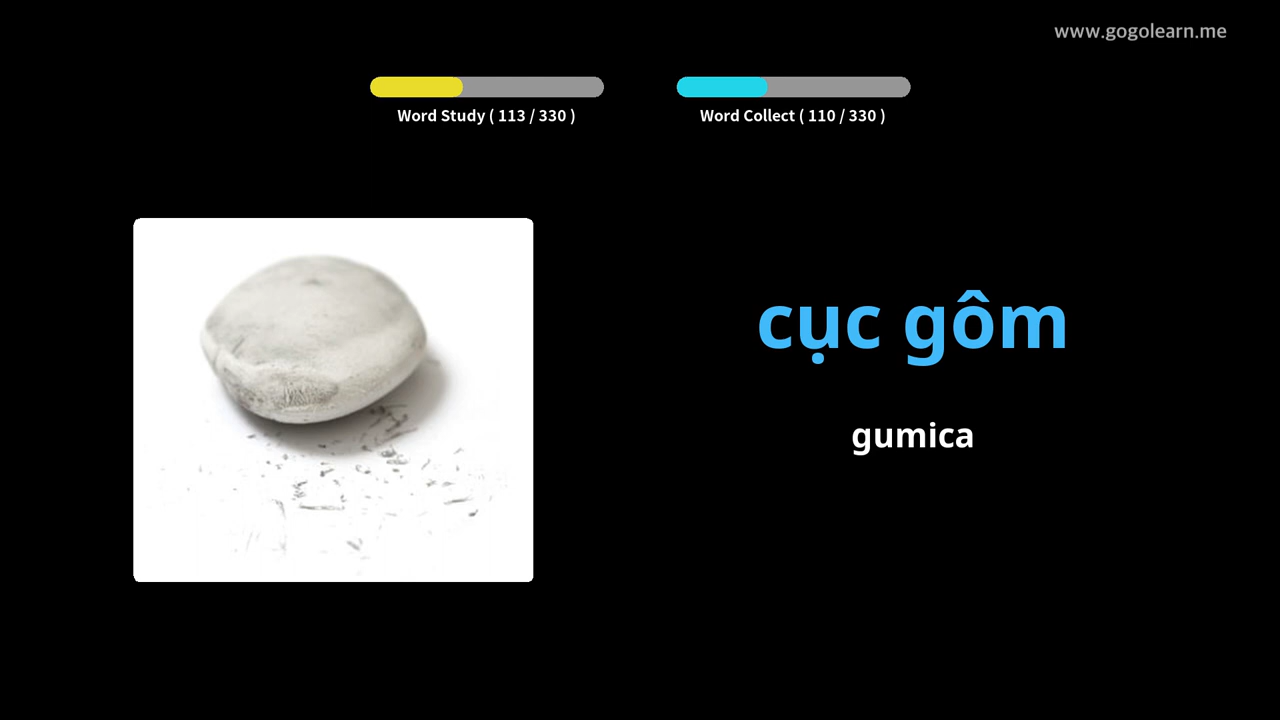 www.gogolearn.me
Word Study ( 113 / 330 )
Word Collect ( 110 / 330 )
cục gôm
gumica